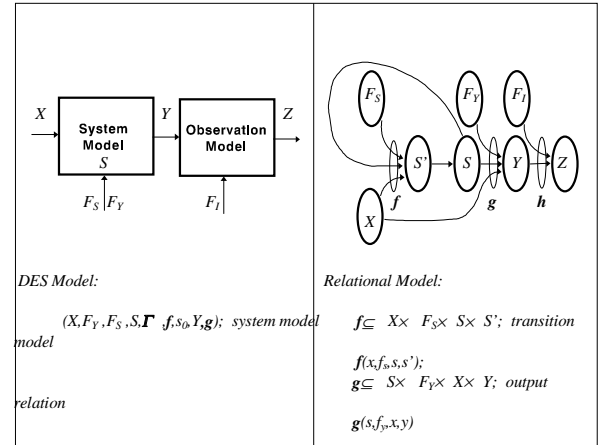 X
System
Model
S
Y
Observation
Model
Z
F_S F_Y
F_I
F_S
F_Y
F_I
S'
S
Y
Z
X
f
g
h
DES Model:
(X,F_Y ,F_S ,S,Γ ,f,s_0,Y,g); system model
model
relation
Relational Model:
f⊆ X× F_S× S× S’; transition
f(x,f_s,s,s’);
g⊆ S× F_Y× X× Y; output
g(s,f_y,x,y)